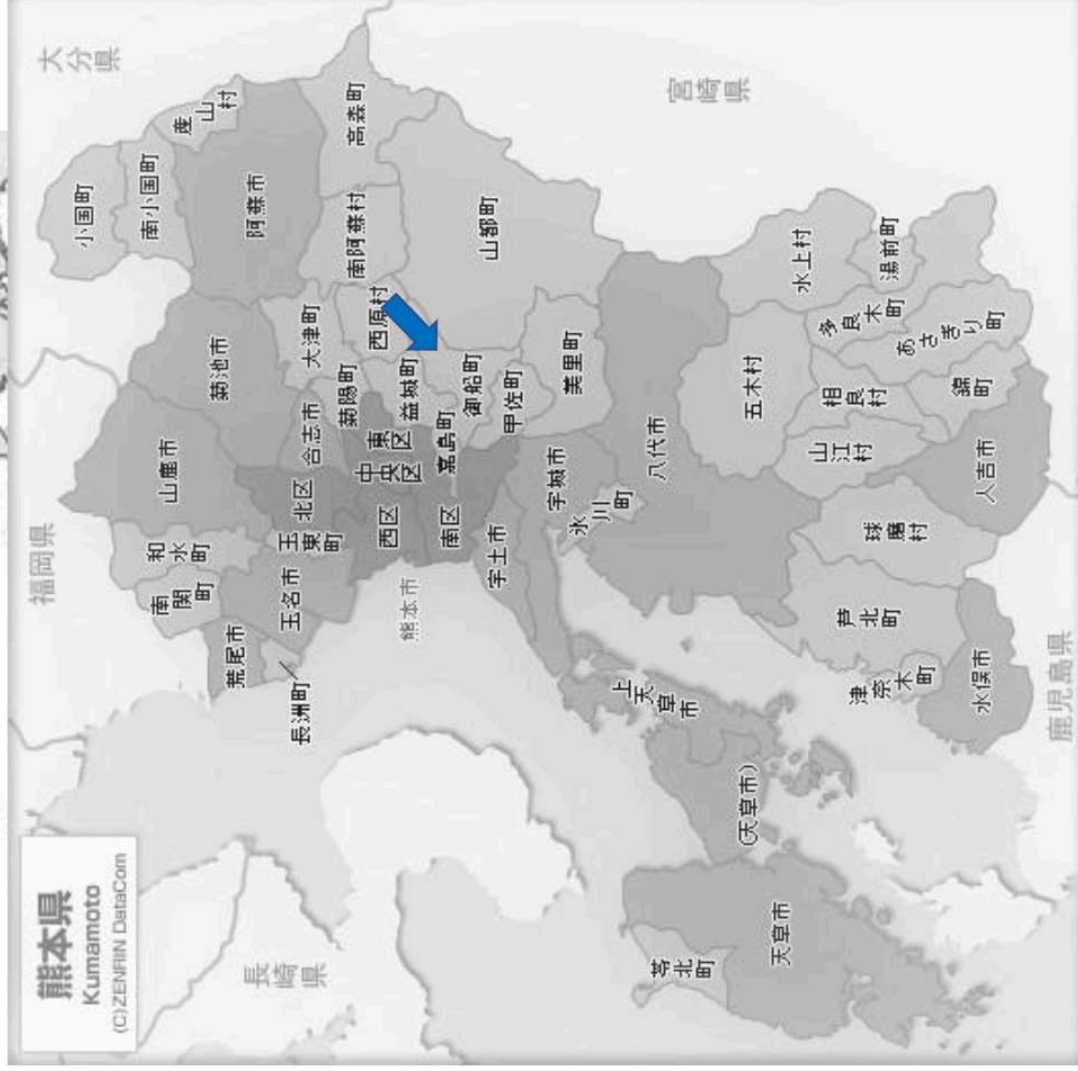 熊本県
Kumamoto
(C)ZENRIN DataCom
福岡県
大分県
長崎県
宮崎県
鹿児島県
小国町
南小国町
産山村
阿蘇市
高森町
南阿蘇村
西原村
山都町
菊池市
大津町
菊陽町
益城町
御船町
甲佐町
美里町
山鹿市
合志市
北区
東区
中央区
嘉島町
西区
南区
熊本市
和水町
南関町
玉東町
玉名市
荒尾市
長洲町
宇土市
宇城市
氷川町
八代市
五木村
水上村
湯前町
多良木町
あさぎり町
相良村
錦町
山江村
人吉市
球磨村
芦北町
津奈木町
水俣市
上天草市
(天草市)
天草市
苓北町